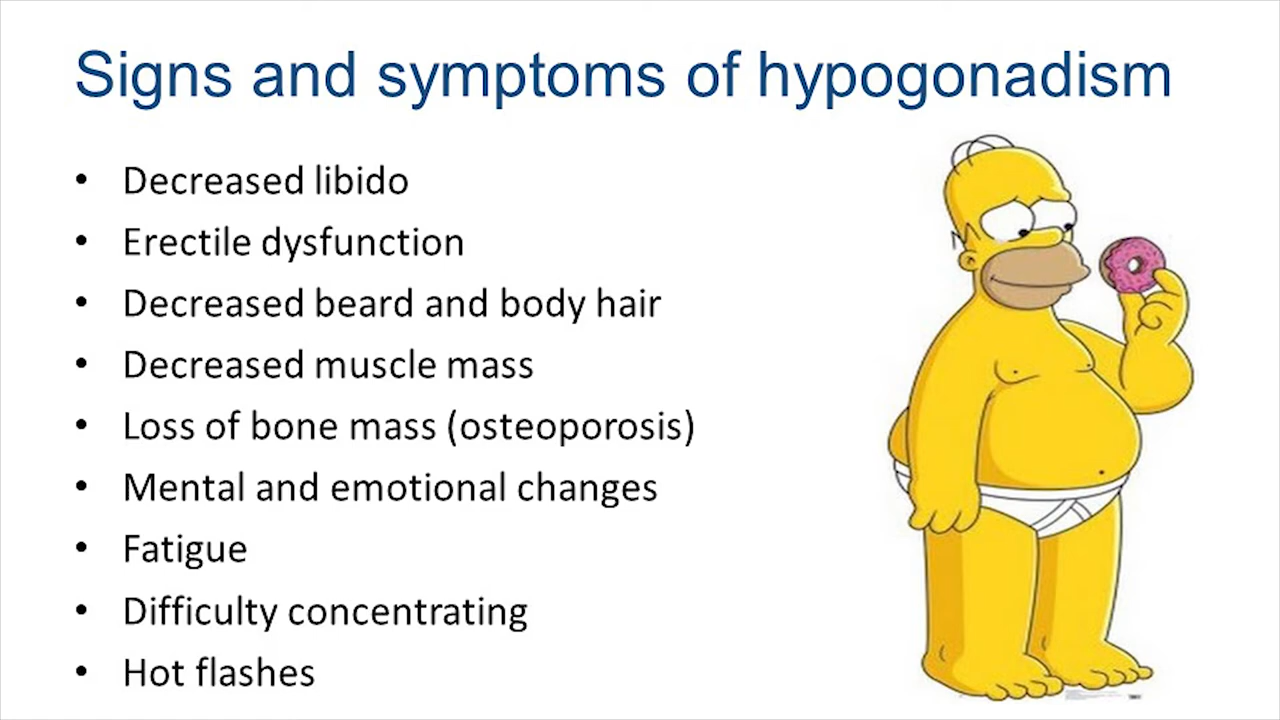 Signs and symptoms of hypogonadism
• Decreased libido
• Erectile dysfunction
• Decreased beard and body hair
• Decreased muscle mass
• Loss of bone mass (osteoporosis)
• Mental and emotional changes
• Fatigue
• Difficulty concentrating
• Hot flashes